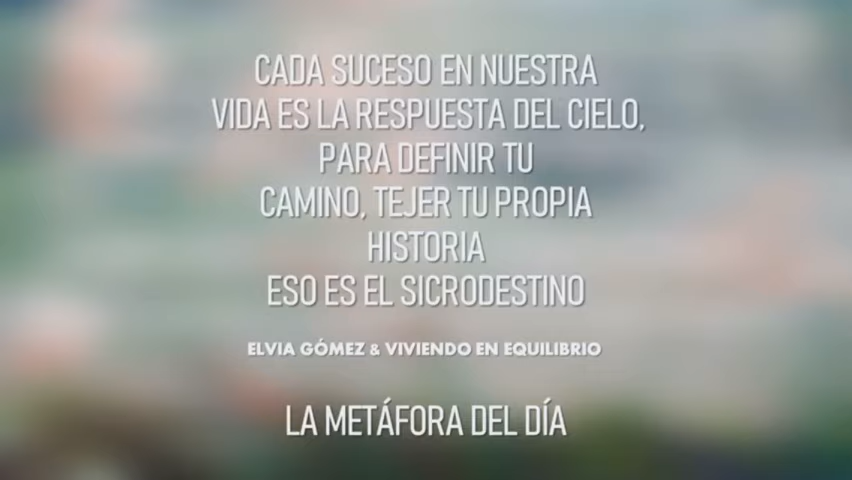 CADA SUCESO EN NUESTRA
VIDA ES LA RESPUESTA DEL CIELO,
PARA DEFINIR TU
CAMINO, TEJER TU PROPIA
HISTORIA
ESO ES EL SICRODESTINO
ELVIA GÓMEZ & VIVIENDO EN EQUILIBRIO
LA METÁFORA DEL DÍA